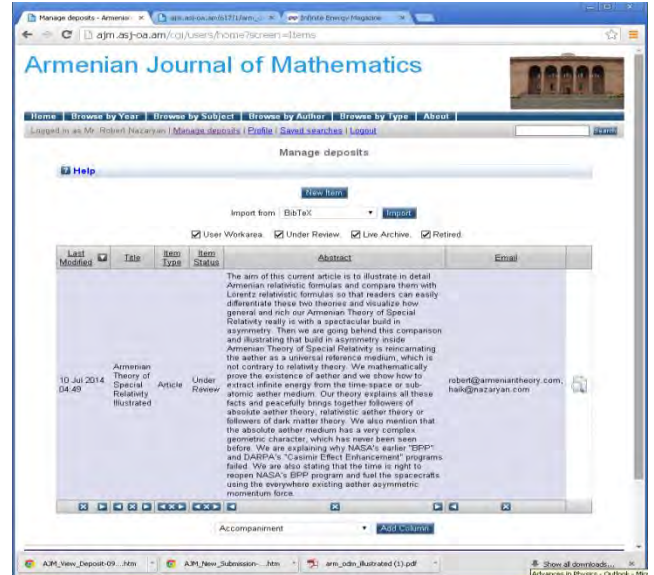 Manage deposits - Armenian
Infinite Energy Magazine
ajm.asj-oa.am/cgi/users/home?screen=Items
Armenian Journal of Mathematics
Home | Browse by Year | Browse by Subject | Browse by Author | Browse by Type | About
Logged in as Mr. Robert Nazaryan | Manage deposits | Profile | Saved searches | Logout
Search
Manage deposits
Help
New Item
Import from BibTeX Import
User Workarea. Under Review. Live Archive. Retired.
Last Modified Title Item Type Item Status Abstract Email
The aim of this current article is to illustrate in detail
Armenian relativistic formulas and compare them with
Lorentz relativistic formulas so that readers can easily
differentiate these two theories and visualize how
general and rich our Armenian Theory of Special
Relativity really is with a spectacular build in
asymmetry. Then we are going behind this comparison
and illustrating that build in asymmetry inside
Armenian Theory of Special Relativity is reincarnating
the aether as a universal reference medium, which is
not contrary to relativity theory. We mathematically
prove the existence of aether and we show how to
extract infinite energy from the time-space or sub-
atomic aether medium. Our theory explains all these
facts and peacefully brings together followers of
absolute aether theory, relativistic aether theory or
followers of dark matter theory. We also mention that
the absolute aether medium has a very complex
geometric character, which has never been seen
before. We are explaining why NASA's earlier "BPP"
and DARPA's "Casimir Effect Enhancement" programs
failed. We are also stating that the time is right to
reopen NASA's BPP program and fuel the spacecrafts
using the everywhere existing aether asymmetric
momentum force.
10 Jul 2014
04:49
Armenian
Theory of
Special
Relativity
Illustrated
Article
Under
Review
robert@armeniantheory.com,
haik@nazaryan.com
Accompaniment Add Column
AJM_View_Deposit-09....htm AJM_New_Submission-....htm arm_odm_illustrated (1).pdf Show all downloads...
Advances in Physics - Outlook - Mic